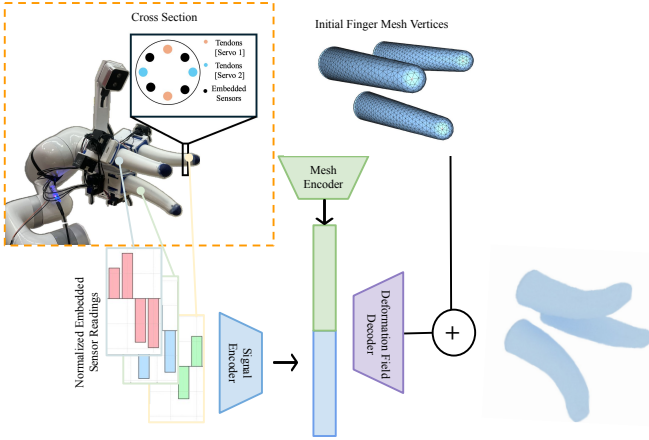 Cross Section
Tendons
[Servo 1]
Tendons
[Servo 2]
Embedded
Sensors
Initial Finger Mesh Vertices
Mesh
Encoder
Normalized Embedded
Sensor Readings
Signal
Encoder
Deformation Field
Decoder
+